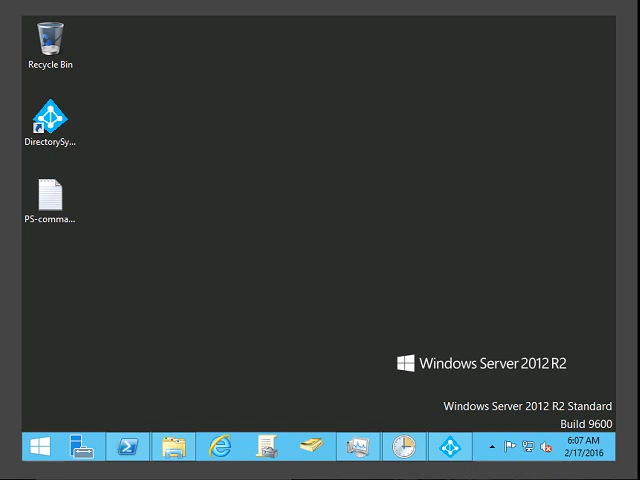 Recycle Bin
DirectorySy...
PS-comma...
Windows Server 2012 R2
Windows Server 2012 R2 Standard
Build 9600
6:07 AM
2/17/2016